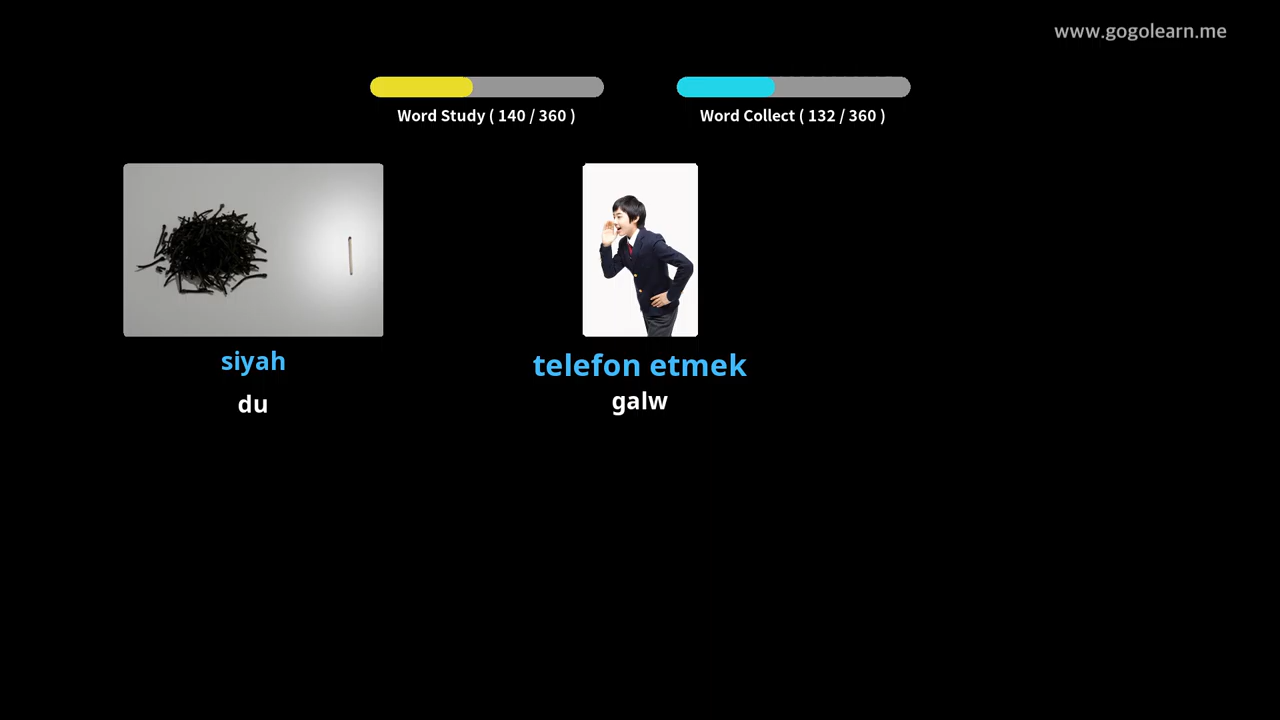 www.gogolearn.me
Word Study ( 140 / 360 )
Word Collect ( 132 / 360 )
siyah
du
telefon etmek
galw